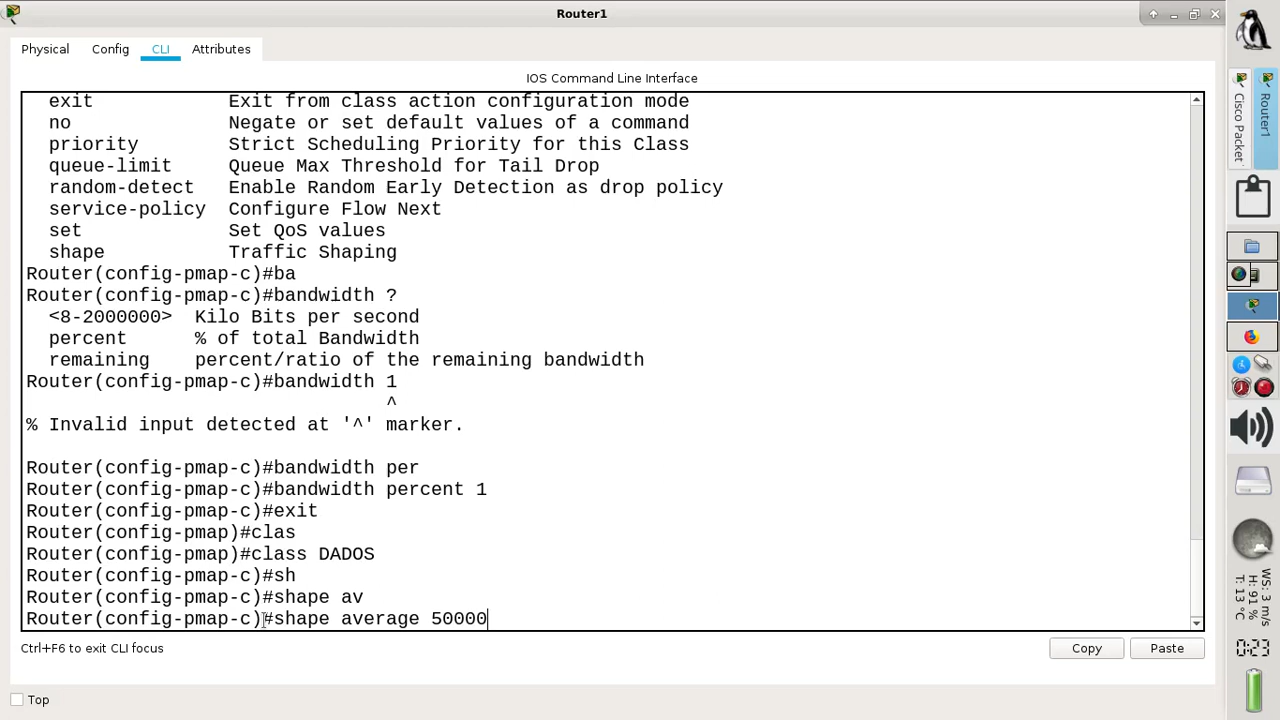 Router1
Physical
Config
CLI
Attributes
IOS Command Line Interface
exit Exit from class action configuration mode
no Negate or set default values of a command
priority Strict Scheduling Priority for this Class
queue-limit Queue Max Threshold for Tail Drop
random-detect Enable Random Early Detection as drop policy
service-policy Configure Flow Next
set Set QoS values
shape Traffic Shaping
Router(config-pmap-c)#ba
Router(config-pmap-c)#bandwidth ?
<8-2000000> Kilo Bits per second
percent % of total Bandwidth
remaining percent/ratio of the remaining bandwidth
Router(config-pmap-c)#bandwidth 1
^
% Invalid input detected at '^' marker.
Router(config-pmap-c)#bandwidth per
Router(config-pmap-c)#bandwidth percent 1
Router(config-pmap-c)#exit
Router(config-pmap)#clas
Router(config-pmap)#class DADOS
Router(config-pmap-c)#sh
Router(config-pmap-c)#shape av
Router(config-pmap-c)#shape average 50000
Ctrl+F6 to exit CLI focus
Copy
Paste
Top
Cisco Packet
Router1
WS: 3 m/s
H: 91 %
T: 13 °C
0:23